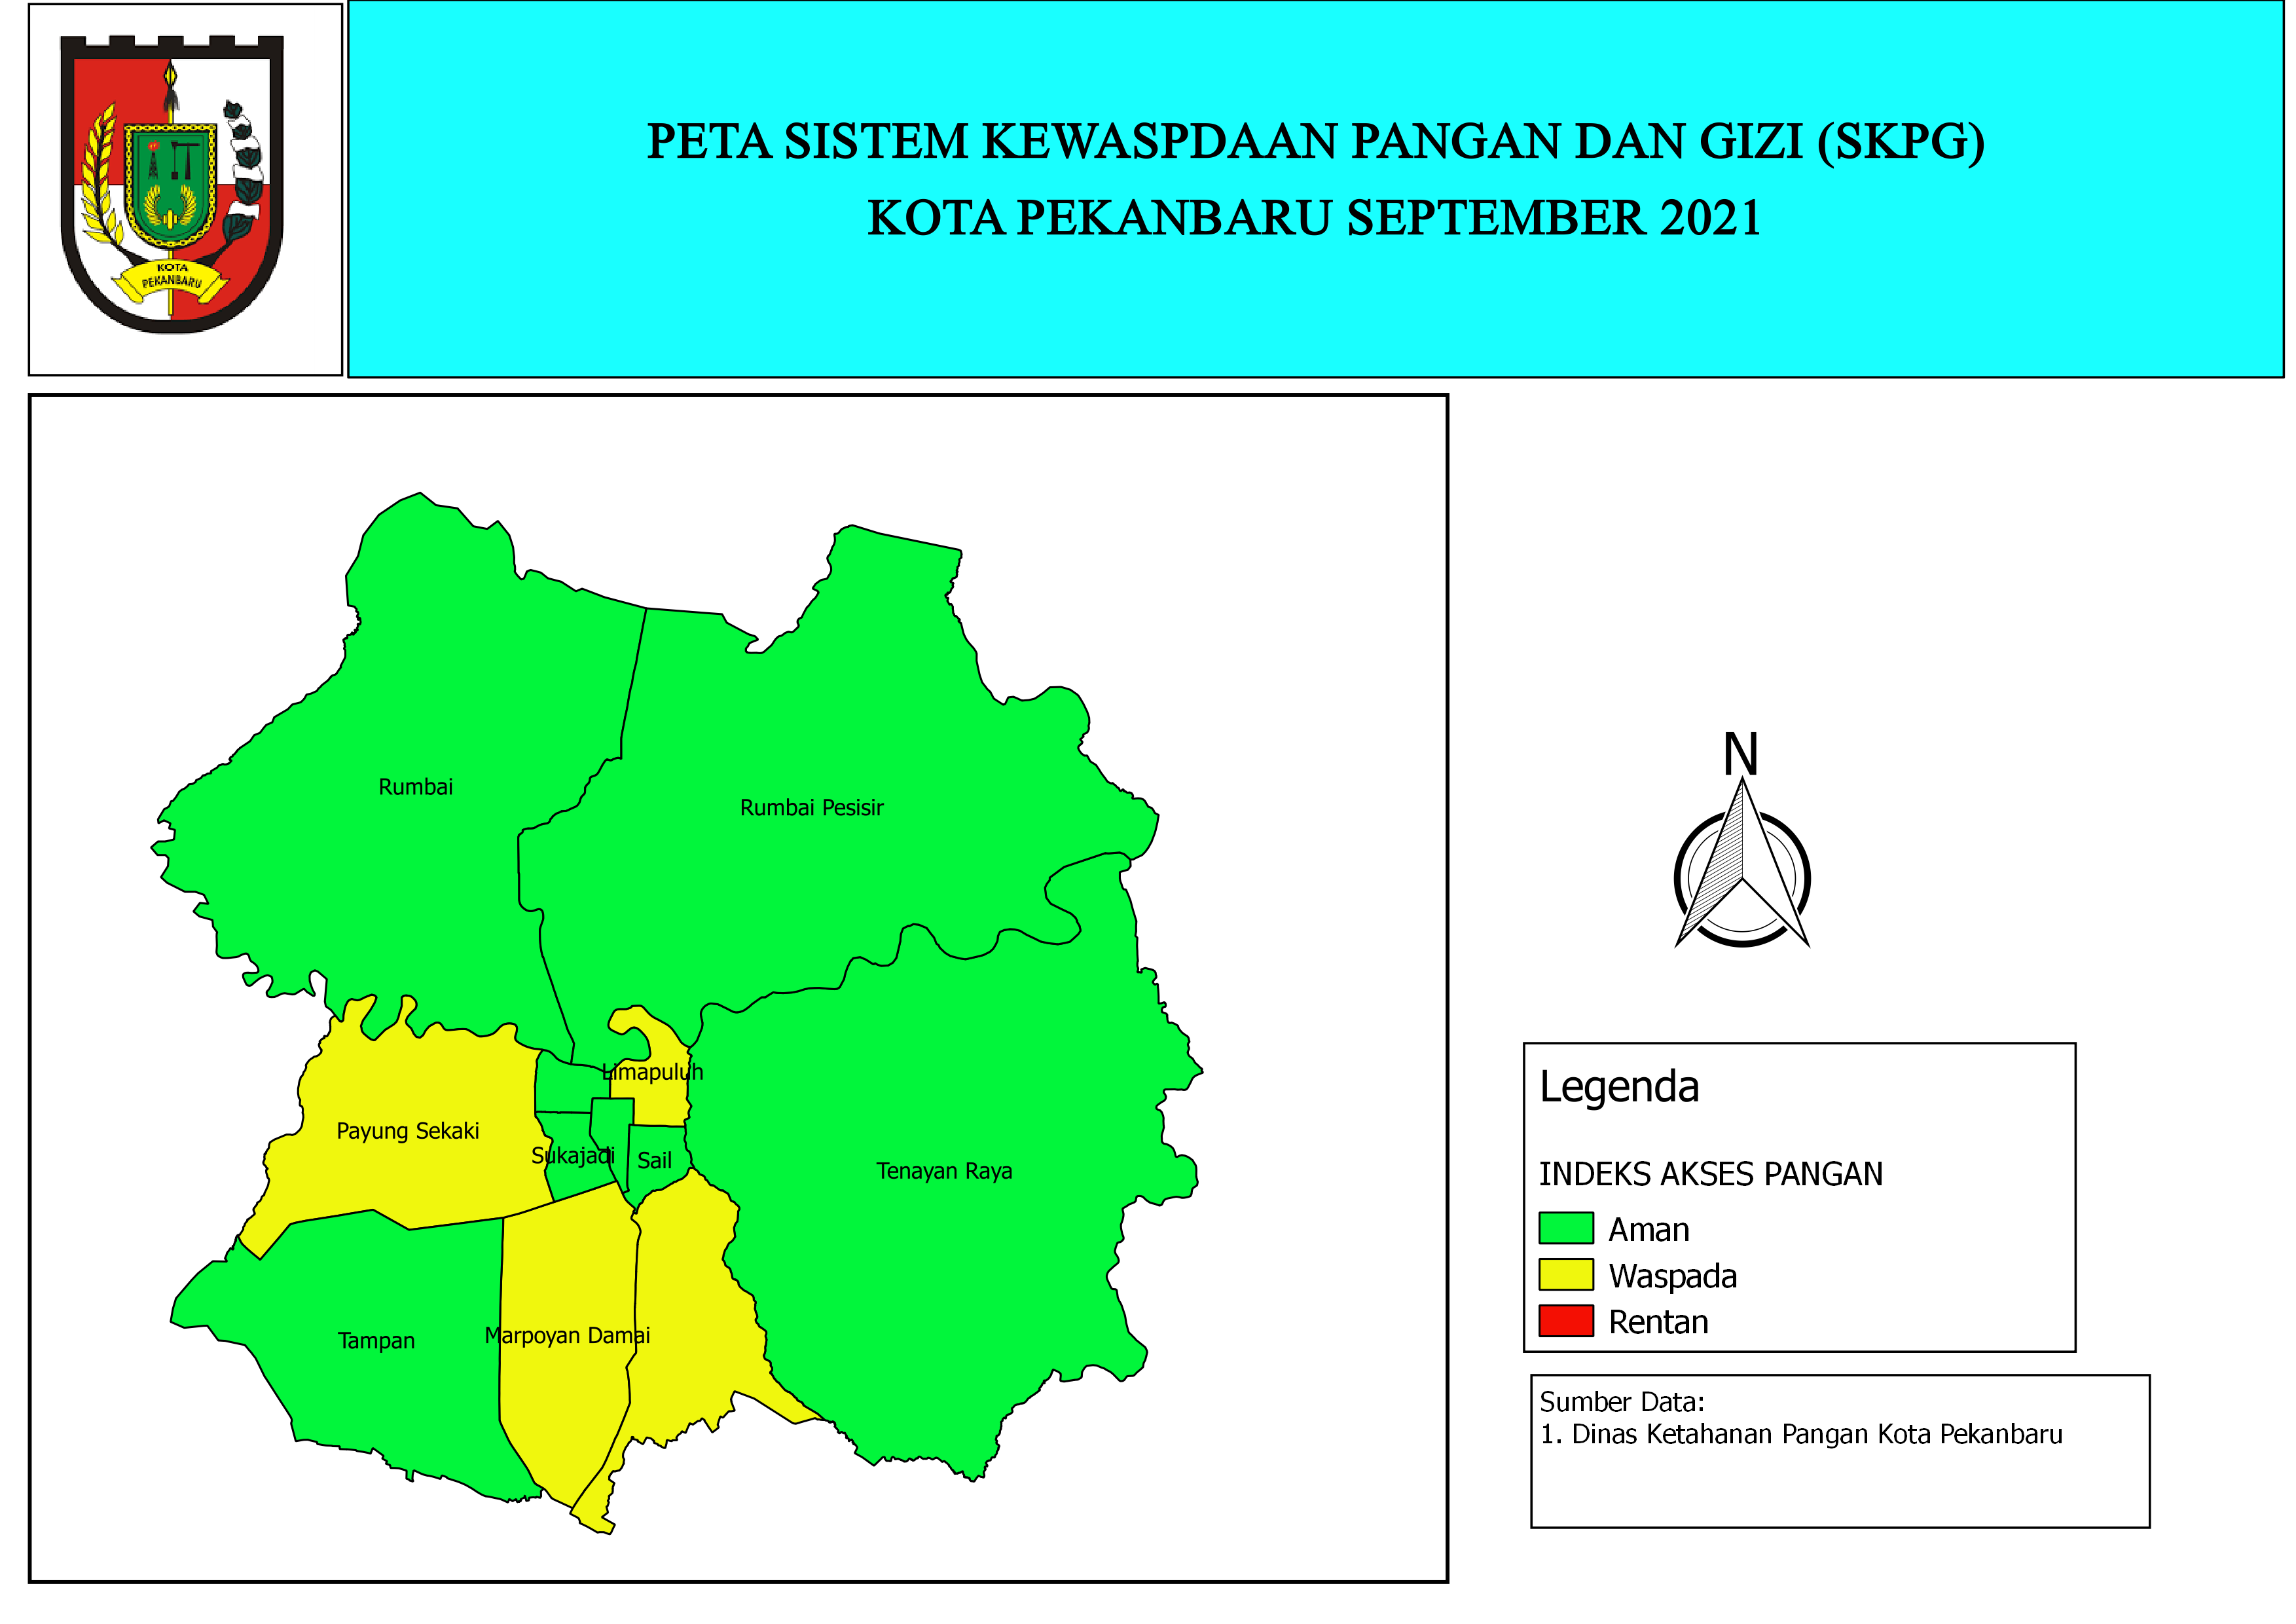 KOTA
PEKANBARU
PETA SISTEM KEWASPDAAN PANGAN DAN GIZI (SKPG)
KOTA PEKANBARU SEPTEMBER 2021
Rumbai
Rumbai Pesisir
Limapuluh
Payung Sekaki
Sukajadi
Sail
Tenayan Raya
Tampan
Marpoyan Damai
N
Legenda
INDEKS AKSES PANGAN
Aman
Waspada
Rentan
Sumber Data:
1. Dinas Ketahanan Pangan Kota Pekanbaru